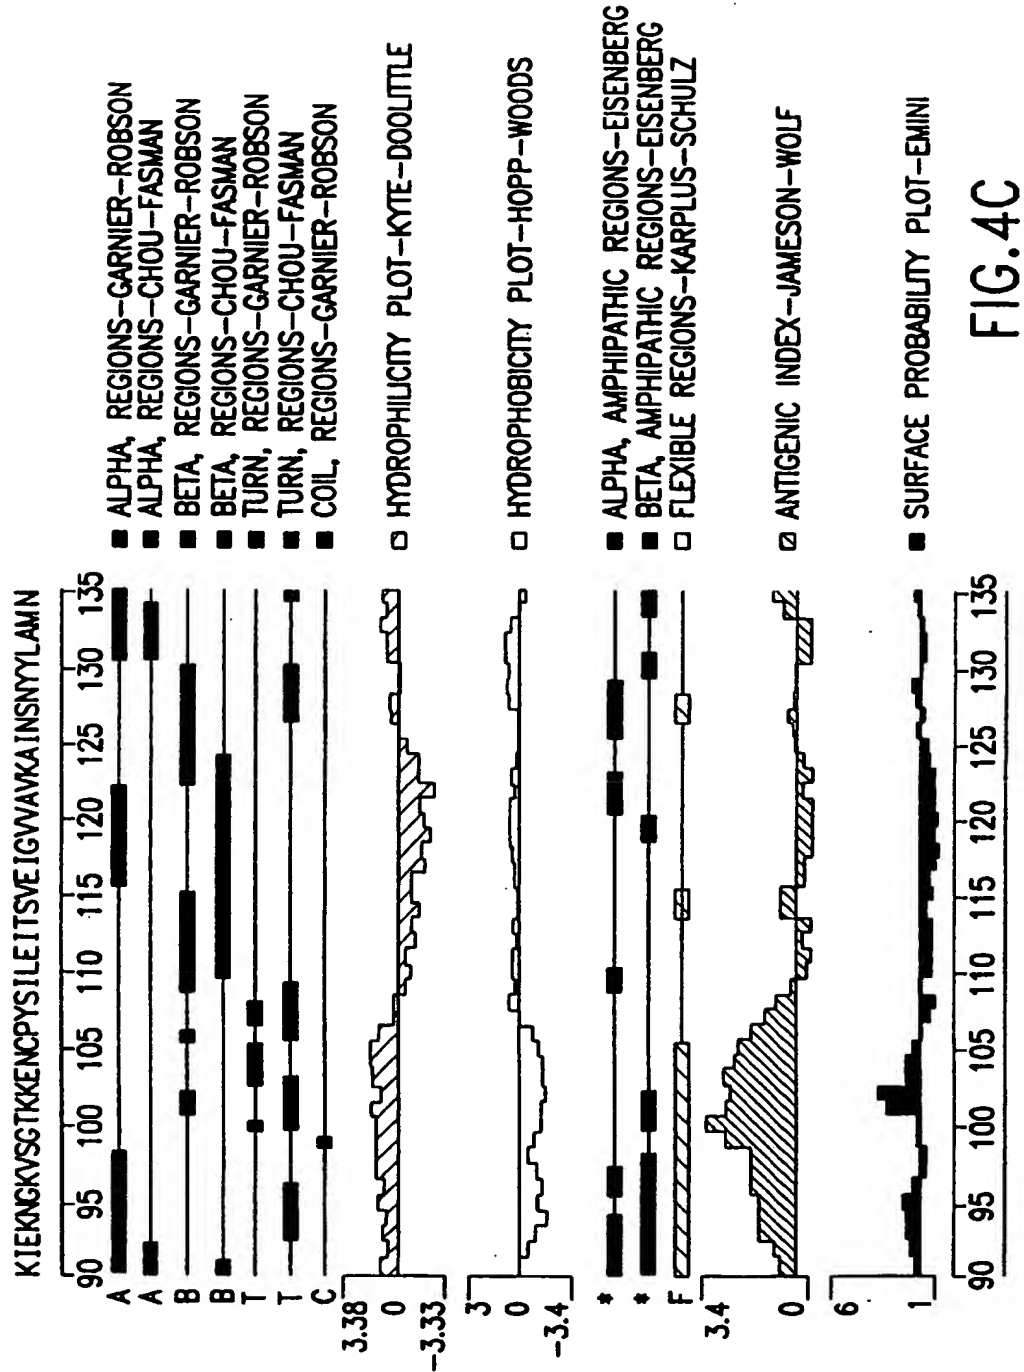 KIEKNGKVSGTKKENCPYSILEITSVEIGVVAVKAINSNYYLAMN
90 95 100 105 110 115 120 125 130 135
A ALPHA, REGIONS-GARNIER-ROBSON
A ALPHA, REGIONS-CHOU-FASMAN
B BETA, REGIONS-GARNIER-ROBSON
B BETA, REGIONS-CHOU-FASMAN
T TURN, REGIONS-GARNIER-ROBSON
T TURN, REGIONS-CHOU-FASMAN
C COIL, REGIONS-GARNIER-ROBSON
3.38
0 HYDROPHILICITY PLOT-KYTE-DOOLITTLE
-3.33
3
0 HYDROPHOBICITY PLOT-HOPP-WOODS
-3.4
* ALPHA, AMPHIPATHIC REGIONS-EISENBERG
* BETA, AMPHIPATHIC REGIONS-EISENBERG
F FLEXIBLE REGIONS-KARPLUS-SCHULZ
3.4
ANTIGENIC INDEX-JAMESON-WOLF
0
6
1 SURFACE PROBABILITY PLOT-EMINI
90 95 100 105 110 115 120 125 130 135
FIG.4C